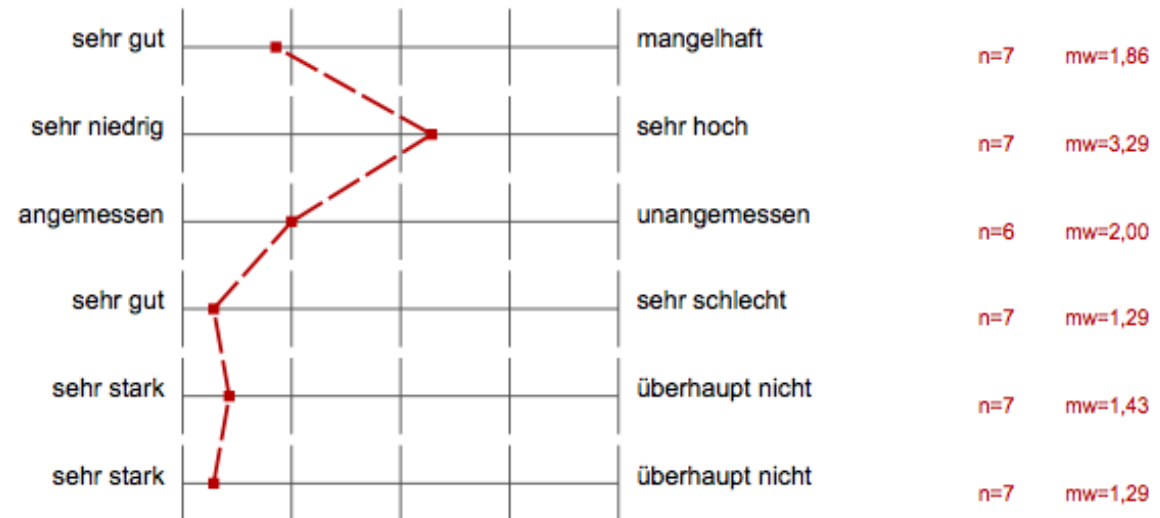 sehr gut mangelhaft n=7 mw=1,86
sehr niedrig sehr hoch n=7 mw=3,29
angemessen unangemessen n=6 mw=2,00
sehr gut sehr schlecht n=7 mw=1,29
sehr stark überhaupt nicht n=7 mw=1,43
sehr stark überhaupt nicht n=7 mw=1,29